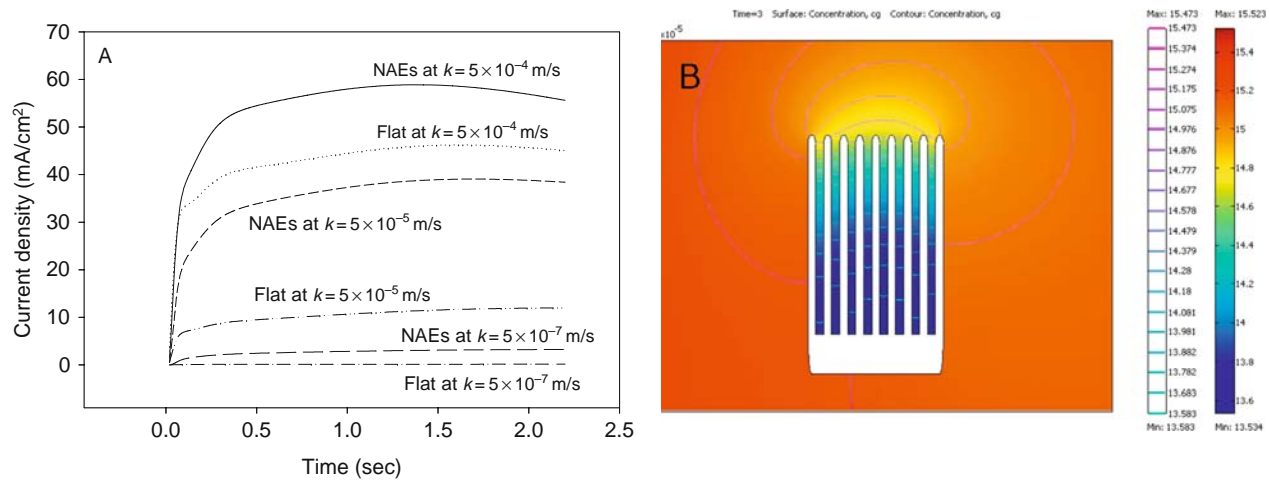 A
70
60
50
40
30
20
10
0
Current density (mA/cm²)
NAEs at k = 5×10⁻⁴ m/s
Flat at k = 5×10⁻⁴ m/s
NAEs at k = 5×10⁻⁵ m/s
Flat at k = 5×10⁻⁵ m/s
NAEs at k = 5×10⁻⁷ m/s
Flat at k = 5×10⁻⁷ m/s
0.0 0.5 1.0 1.5 2.0 2.5
Time (sec)
Time=3 Surface: Concentration, cg Contour: Concentration, cg
×10⁻⁵
B
Max: 15.473
15.473
15.374
15.274
15.175
15.075
14.976
14.876
14.777
14.677
14.578
14.479
14.379
14.28
14.18
14.081
13.981
13.882
13.782
13.683
13.583
Min: 13.583
Max: 15.523
15.4
15.2
15
14.8
14.6
14.4
14.2
14
13.8
13.6
Min: 13.534